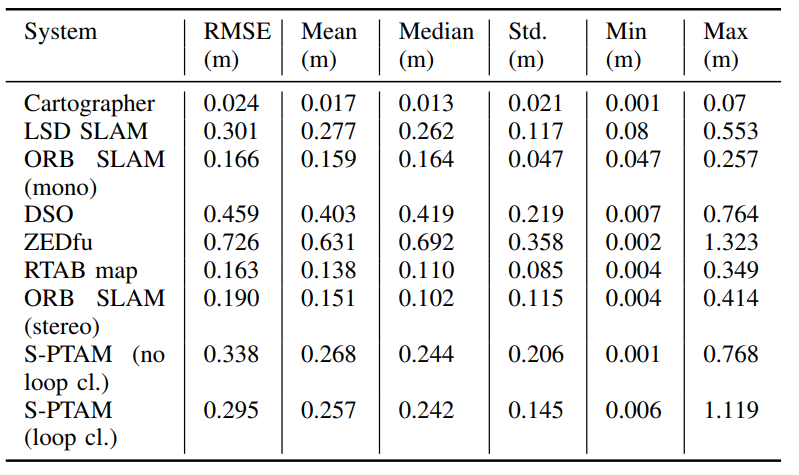 System RMSE Mean Median Std. Min Max
(m) (m) (m) (m) (m) (m)
Cartographer 0.024 0.017 0.013 0.021 0.001 0.07
LSD SLAM 0.301 0.277 0.262 0.117 0.08 0.553
ORB SLAM 0.166 0.159 0.164 0.047 0.047 0.257
(mono)
DSO 0.459 0.403 0.419 0.219 0.007 0.764
ZEDfu 0.726 0.631 0.692 0.358 0.002 1.323
RTAB map 0.163 0.138 0.110 0.085 0.004 0.349
ORB SLAM 0.190 0.151 0.102 0.115 0.004 0.414
(stereo)
S-PTAM (no 0.338 0.268 0.244 0.206 0.001 0.768
loop cl.)
S-PTAM 0.295 0.257 0.242 0.145 0.006 1.119
(loop cl.)